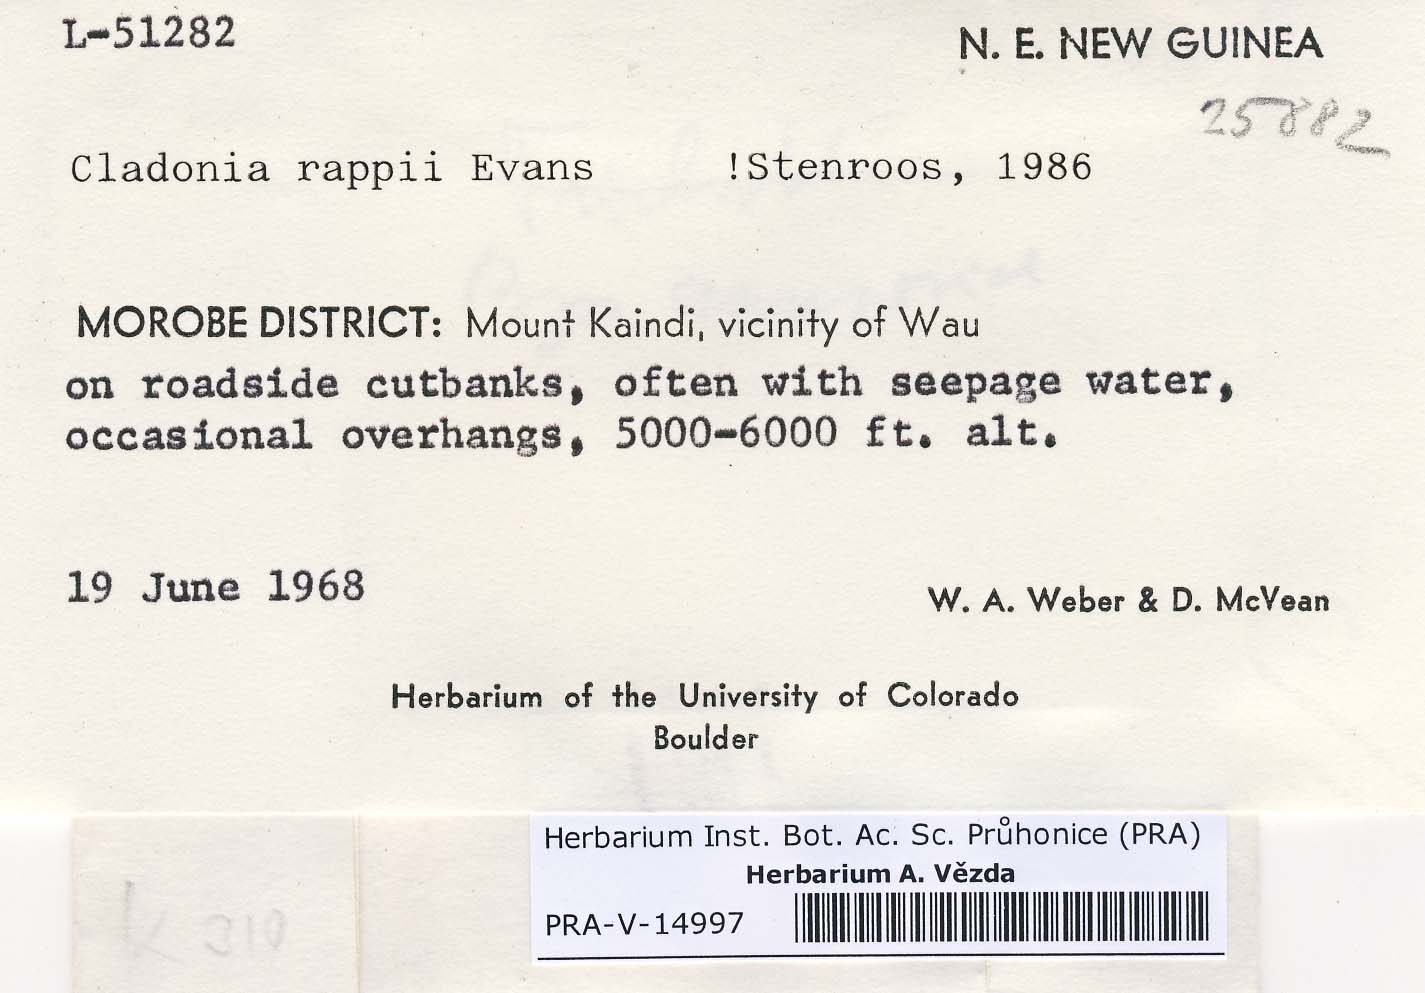 L-51282
N. E. NEW GUINEA
25882
Cladonia rappii Evans !Stenroos, 1986
MOROBE DISTRICT: Mount Kaindi, vicinity of Wau
on roadside cutbanks, often with seepage water,
occasional overhangs, 5000-6000 ft. alt.
19 June 1968
W. A. Weber & D. McVean
Herbarium of the University of Colorado
Boulder
Herbarium Inst. Bot. Ac. Sc. Průhonice (PRA)
Herbarium A. Vězda
PRA-V-14997
K 310